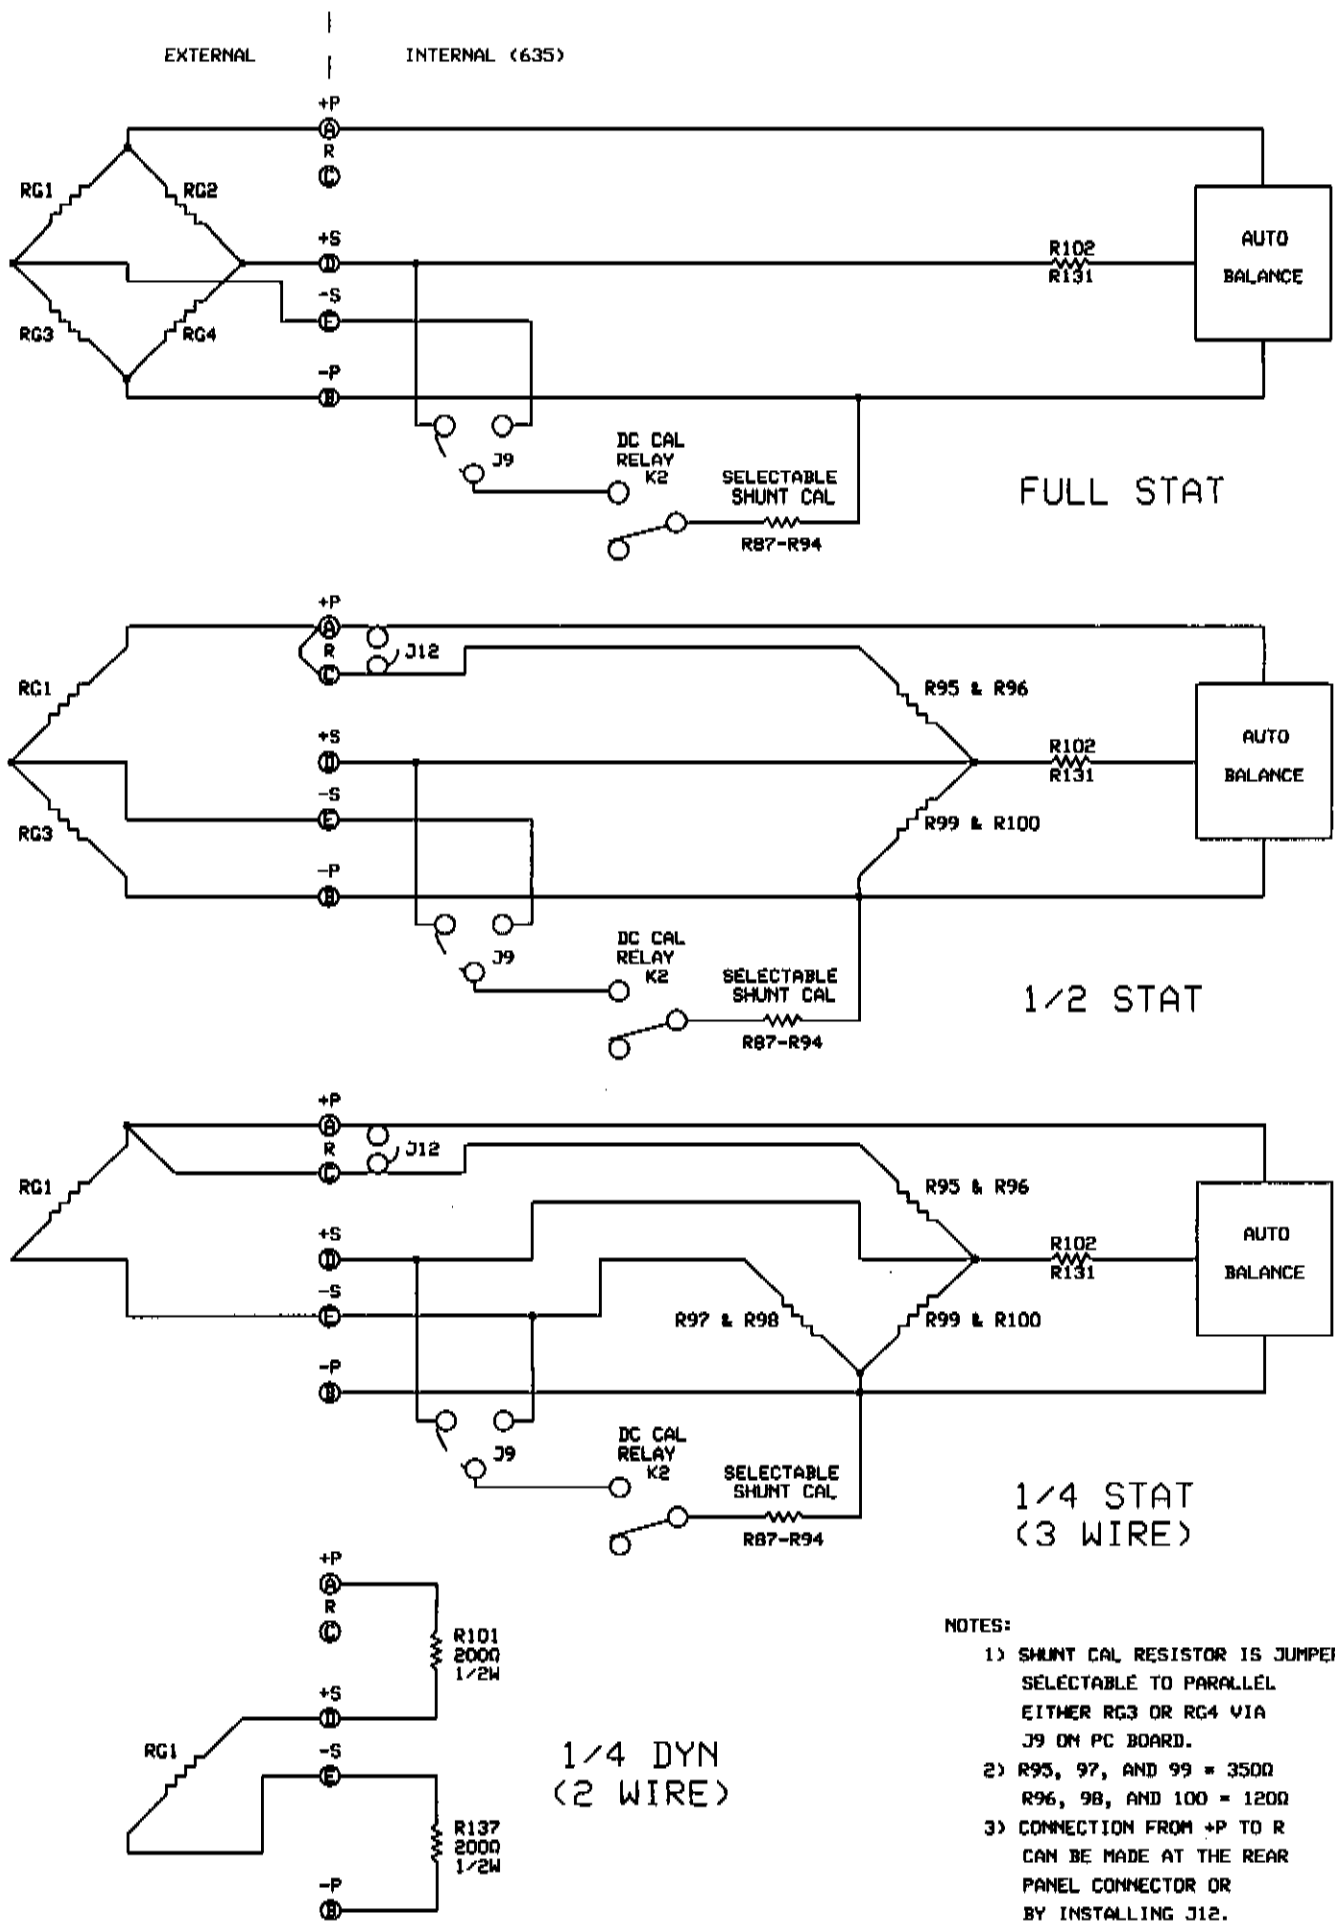 EXTERNAL
INTERNAL (635)
+P
A
R
C
RG1
RG2
+S
D
R102
R131
AUTO
BALANCE
-S
E
RG3
RG4
-P
B
J9
DC CAL
RELAY
K2
SELECTABLE
SHUNT CAL
R87-R94
FULL STAT
+P
A
R
C
J12
RG1
R95 & R96
+S
D
R102
R131
AUTO
BALANCE
-S
E
RG3
R99 & R100
-P
B
J9
DC CAL
RELAY
K2
SELECTABLE
SHUNT CAL
R87-R94
1/2 STAT
+P
A
R
C
J12
RG1
R95 & R96
+S
D
R102
R131
AUTO
BALANCE
-S
E
R97 & R98
R99 & R100
-P
B
J9
DC CAL
RELAY
K2
SELECTABLE
SHUNT CAL
R87-R94
1/4 STAT
(3 WIRE)
+P
A
R
C
R101
200Ω
1/2W
+S
D
RG1
-S
E
R137
200Ω
1/2W
-P
B
1/4 DYN
(2 WIRE)
NOTES:
1) SHUNT CAL RESISTOR IS JUMPER
SELECTABLE TO PARALLEL
EITHER RG3 OR RG4 VIA
J9 ON PC BOARD.
2) R95, 97, AND 99 = 350Ω
R96, 98, AND 100 = 120Ω
3) CONNECTION FROM +P TO R
CAN BE MADE AT THE REAR
PANEL CONNECTOR OR
BY INSTALLING J12.